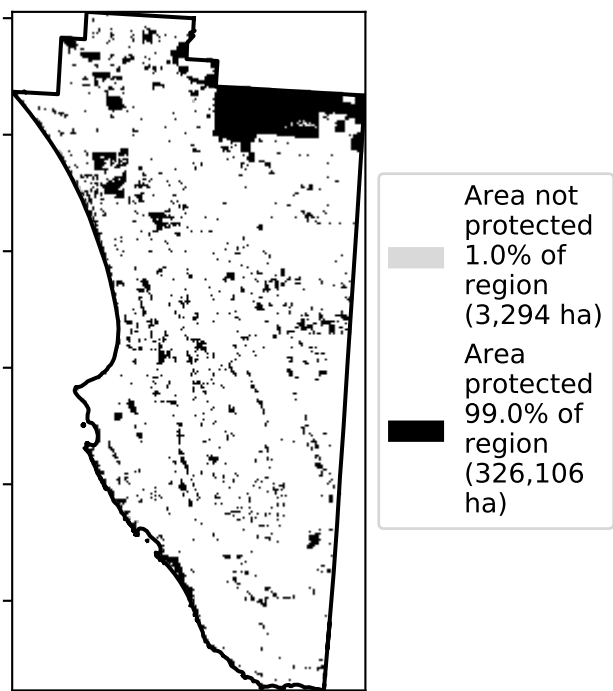 Area not
protected
1.0% of
region
(3,294 ha)
Area
protected
99.0% of
region
(326,106
ha)